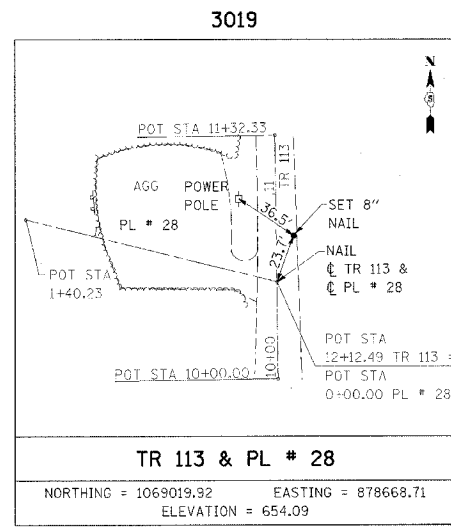 3019
N
S
POT STA 11+32.33
11
TR 113
AGG
POWER
POLE
PL # 28
36.5'
SET 8"
NAIL
23.7'
NAIL
℄ TR 113 &
℄ PL # 28
POT STA
1+40.23
POT STA
12+12.49 TR 113 =
POT STA
0+00.00 PL # 28
POT STA 10+00.00
10+00
TR 113 & PL # 28
NORTHING = 1069019.92 EASTING = 878668.71
ELEVATION = 654.09